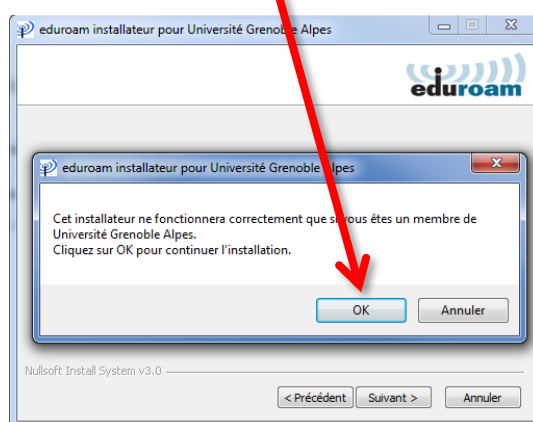 eduroam installateur pour Université Grenoble Alpes
eduroam
eduroam installateur pour Université Grenoble Alpes
Cet installateur ne fonctionnera correctement que si vous êtes un membre de
Université Grenoble Alpes.
Cliquez sur OK pour continuer l'installation.
OK Annuler
Nullsoft Install System v3.0
< Précédent Suivant > Annuler